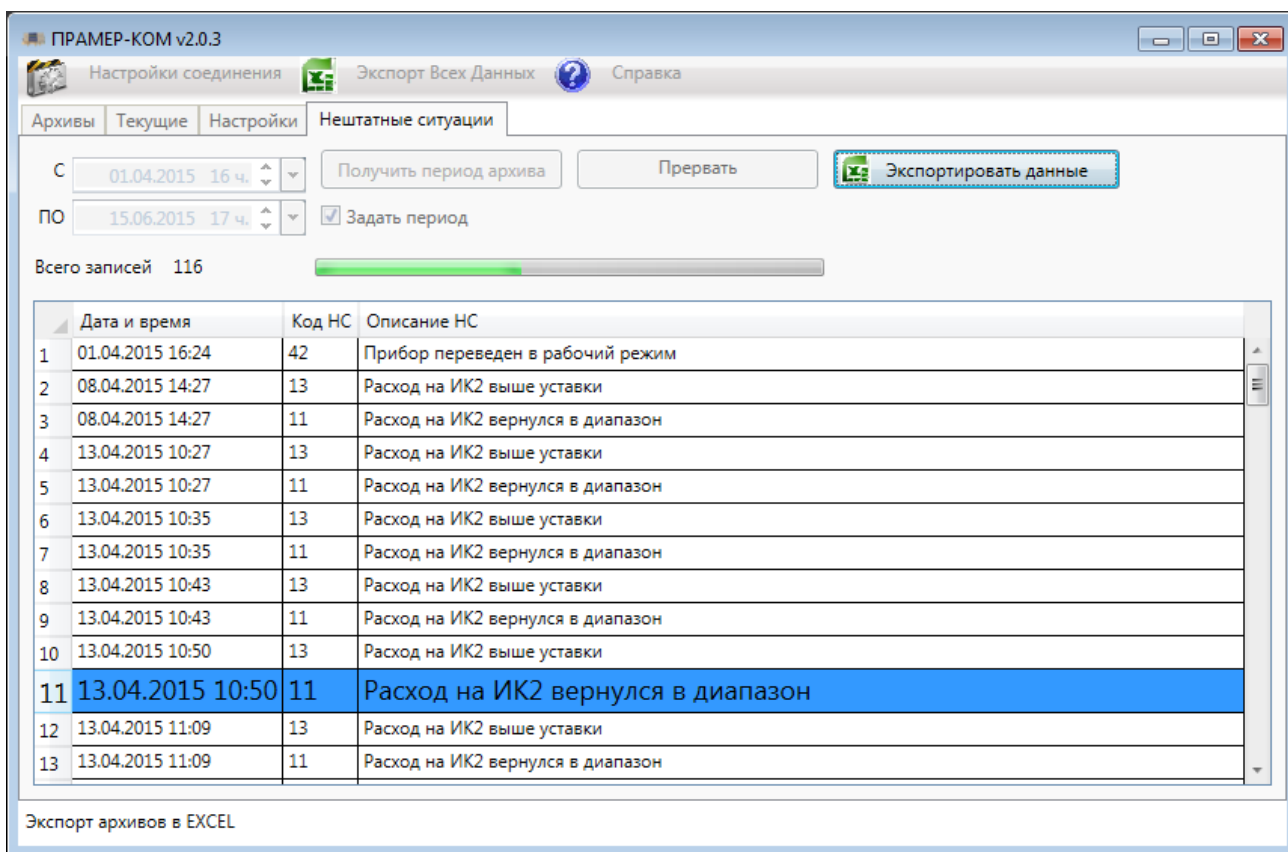 ПРАМЕР-КОМ v2.0.3
Настройки соединения Экспорт Всех Данных Справка
Архивы Текущие Настройки Нештатные ситуации
С 01.04.2015 16 ч. Получить период архива Прервать Экспортировать данные
ПО 15.06.2015 17 ч. Задать период
Всего записей 116
Дата и время Код НС Описание НС
1 01.04.2015 16:24 42 Прибор переведен в рабочий режим
2 08.04.2015 14:27 13 Расход на ИК2 выше уставки
3 08.04.2015 14:27 11 Расход на ИК2 вернулся в диапазон
4 13.04.2015 10:27 13 Расход на ИК2 выше уставки
5 13.04.2015 10:27 11 Расход на ИК2 вернулся в диапазон
6 13.04.2015 10:35 13 Расход на ИК2 выше уставки
7 13.04.2015 10:35 11 Расход на ИК2 вернулся в диапазон
8 13.04.2015 10:43 13 Расход на ИК2 выше уставки
9 13.04.2015 10:43 11 Расход на ИК2 вернулся в диапазон
10 13.04.2015 10:50 13 Расход на ИК2 выше уставки
11 13.04.2015 10:50 11 Расход на ИК2 вернулся в диапазон
12 13.04.2015 11:09 13 Расход на ИК2 выше уставки
13 13.04.2015 11:09 11 Расход на ИК2 вернулся в диапазон
Экспорт архивов в EXCEL